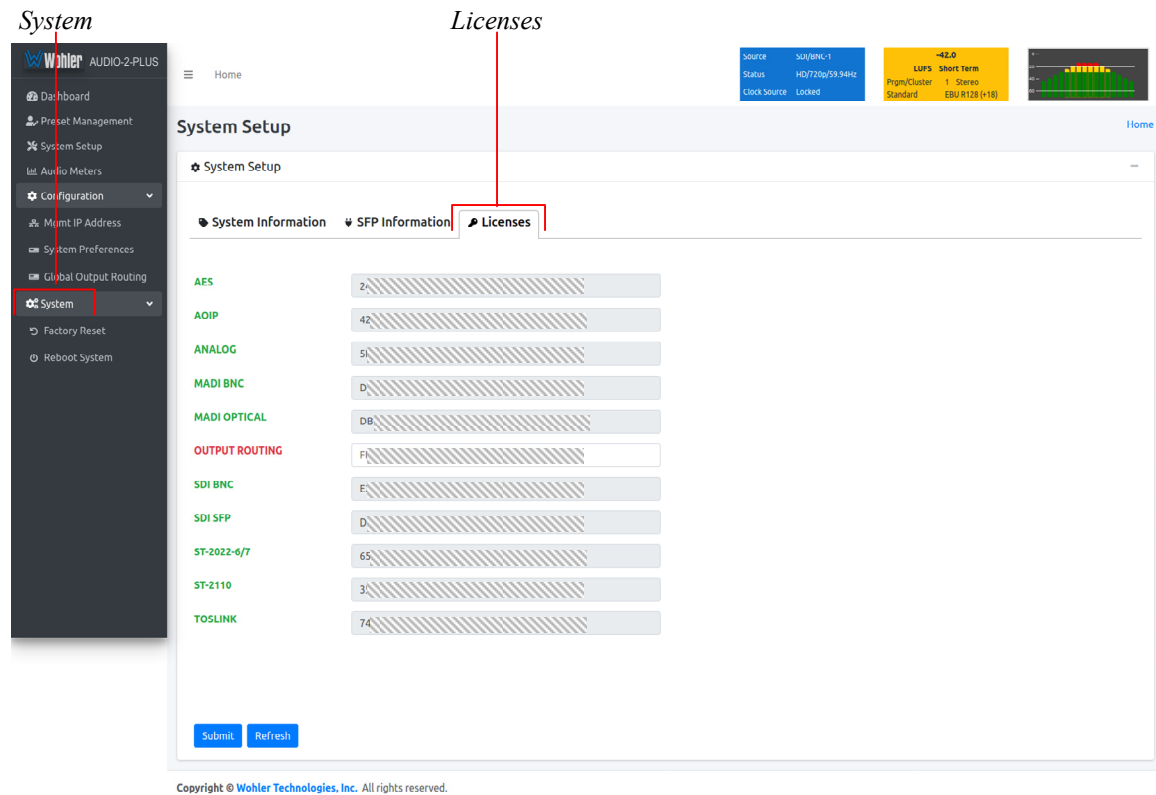 System
Licenses
Wohler AUDIO-2-PLUS
Dashboard
Preset Management
System Setup
Audio Meters
Configuration
Mgmt IP Address
System Preferences
Global Output Routing
System
Factory Reset
Reboot System
Home
Source SDI/BNC-1
Status HD/720p/59.94Hz
Clock Source Locked
-42.0
LUFS Short Term
Prgm/Cluster 1 Stereo
Standard EBU R128 (+18)
System Setup
Home
System Setup
System Information
SFP Information
Licenses
AES
AOIP 42
ANALOG
MADI BNC D
MADI OPTICAL DB
OUTPUT ROUTING
SDI BNC
SDI SFP D
ST-2022-6/7 65
ST-2110
TOSLINK 74
Submit Refresh
Copyright © Wohler Technologies, Inc. All rights reserved.